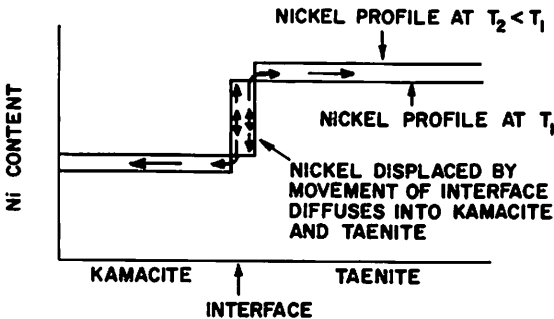 NICKEL PROFILE AT T2 < T1
NICKEL PROFILE AT T1
NICKEL DISPLACED BY
MOVEMENT OF INTERFACE
DIFFUSES INTO KAMACITE
AND TAENITE
Ni CONTENT
KAMACITE
TAENITE
INTERFACE